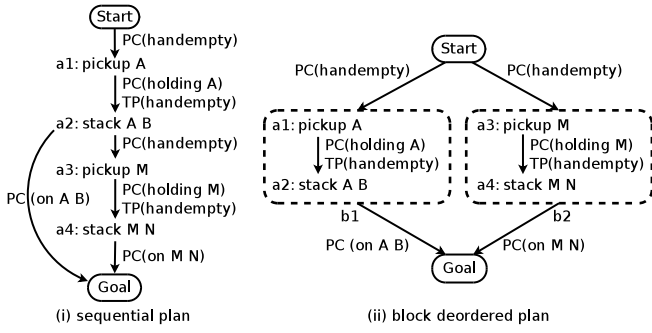 Start
PC(handempty)
a1: pickup A
PC(holding A)
TP(handempty)
a2: stack A B
PC(handempty)
a3: pickup M
PC (on A B)
PC(holding M)
TP(handempty)
a4: stack M N
PC(on M N)
Goal
(i) sequential plan
Start
PC(handempty)
PC(handempty)
a1: pickup A
PC(holding A)
TP(handempty)
a2: stack A B
a3: pickup M
PC(holding M)
TP(handempty)
a4: stack M N
b1
b2
PC (on A B)
PC(on M N)
Goal
(ii) block deordered plan